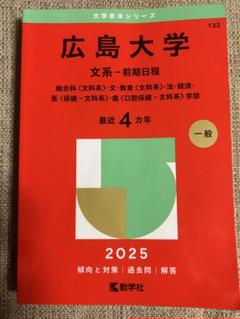 大学赤本シリーズ
132
広島大学
文系－前期日程
総合科〈文科系〉・文・教育〈文科系〉・法・経済・
医〈保健－文科系〉・歯〈口腔保健－文科系〉学部
最近4カ年
一般
2025
傾向と対策｜過去問｜解答
教学社